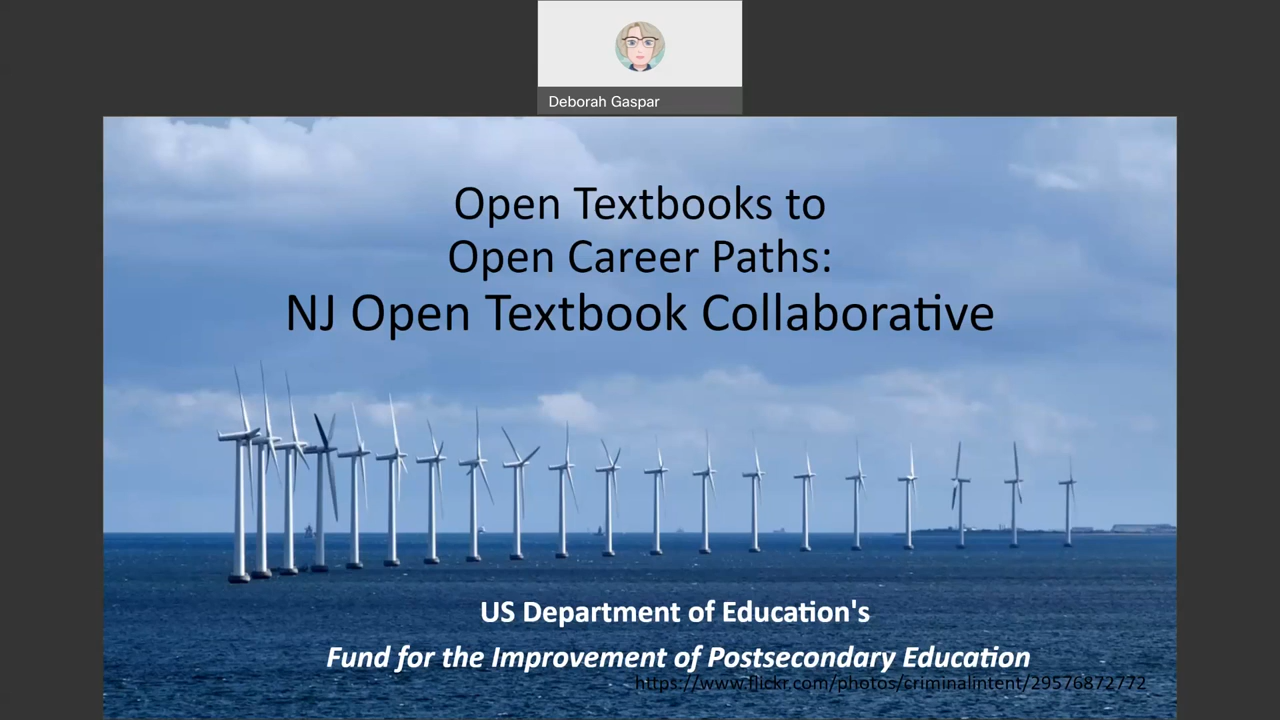 Deborah Gaspar
Open Textbooks to
Open Career Paths:
NJ Open Textbook Collaborative
US Department of Education's
Fund for the Improvement of Postsecondary Education
https://www.flickr.com/photos/criminalintent/29576872772